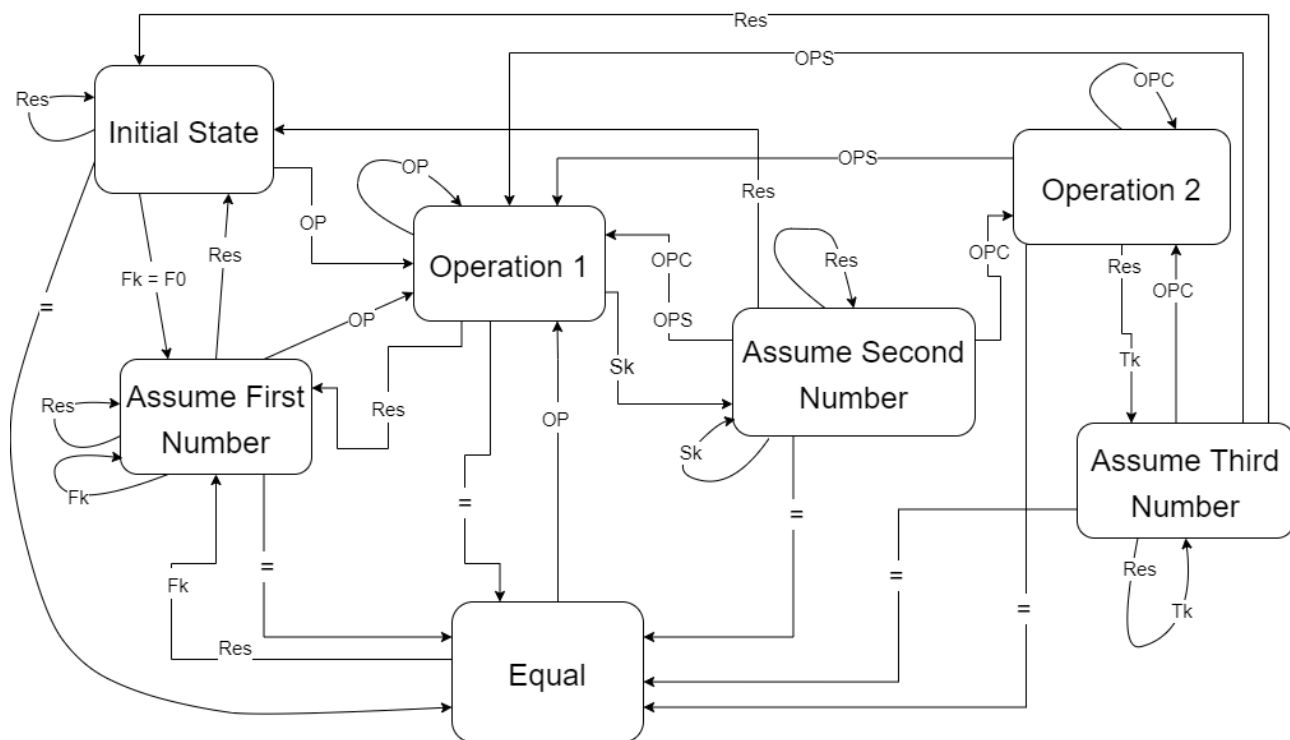 Res
OPS
OPC
Res
Initial State
OPS
Operation 2
OP
Res
OP
Operation 1
OPC
OPC
Res
Res
Res
OPC
Fk = F0
OPS
=
OP
Assume Second
Number
Sk
Tk
Assume First
Number
Res
Res
OP
Sk
Assume Third
Number
Fk
=
=
=
Res
Fk
=
=
Tk
Res
Equal